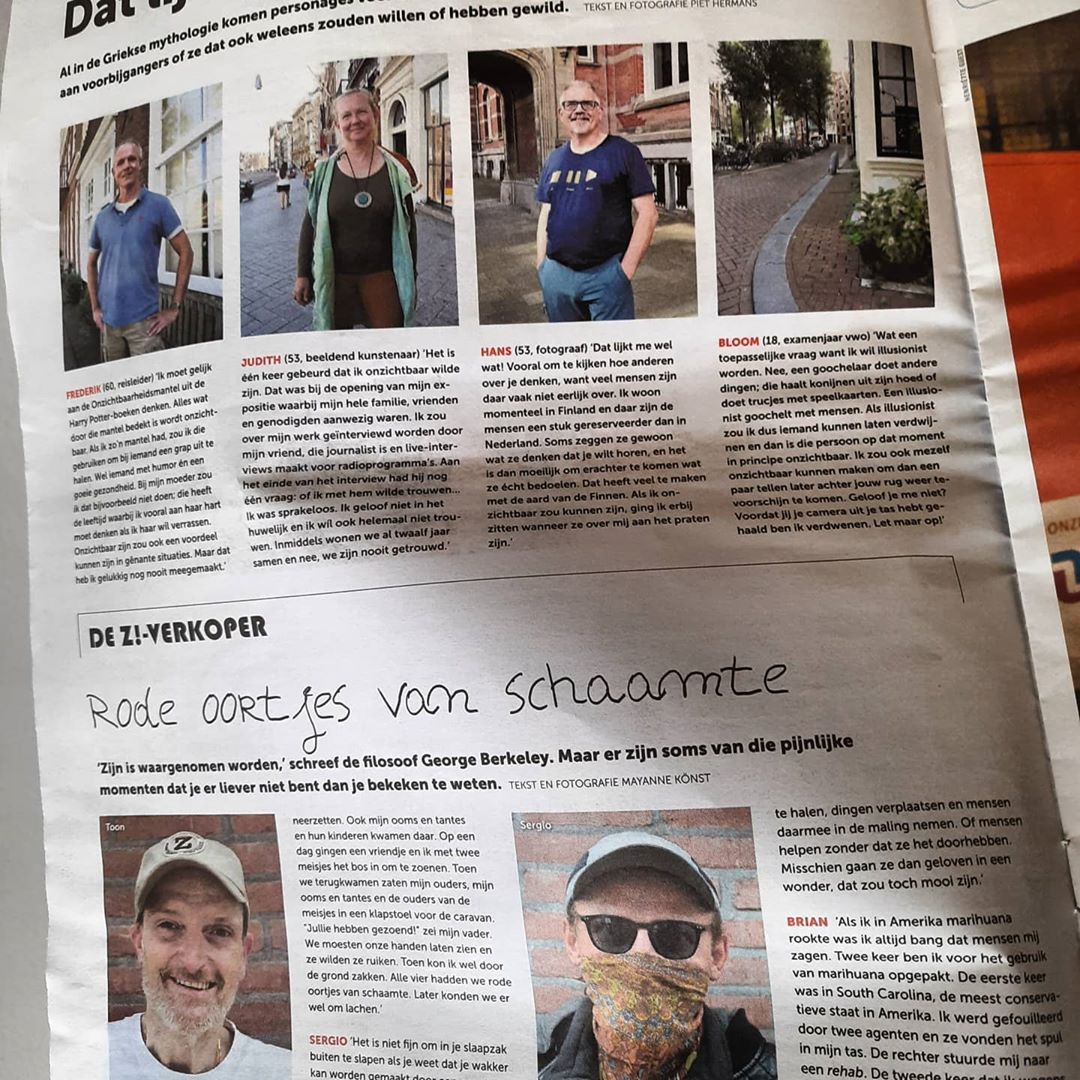 Dat
Al in de Griekse mythologie komen personages
aan voorbijgangers of ze dat ook weleens zouden willen of hebben gewild. TEKST EN FOTOGRAFIE PIET HERMANS
FREDERIK (60, reisleider) 'Ik moet gelijk
aan de Onzichtbaarheidsmantel uit de
Harry Potter-boeken denken. Alles wat
door die mantel bedekt is wordt onzicht-
baar. Als ik zo'n mantel had, zou ik die
gebruiken om bij iemand een grap uit te
halen. Wel iemand met humor én een
goeie gezondheid. Bij mijn moeder zou
ik dat bijvoorbeeld niet doen; die heeft
de leeftijd waarbij ik vooral aan haar hart
moet denken als ik haar wil verrassen.
Onzichtbaar zijn zou ook een voordeel
kunnen zijn in gênante situaties. Maar dat
heb ik gelukkig nog nooit meegemaakt.'
JUDITH (53, beeldend kunstenaar) 'Het is
één keer gebeurd dat ik onzichtbaar wilde
zijn. Dat was bij de opening van mijn ex-
positie waarbij mijn hele familie, vrienden
en genodigden aanwezig waren. Ik zou
over mijn werk geïnterviewd worden door
mijn vriend, die journalist is en live-inter-
views maakt voor radioprogramma's. Aan
het einde van het interview had hij nog
één vraag: of ik met hem wilde trouwen...
Ik was sprakeloos. Ik geloof niet in het
huwelijk en ik wíl ook helemaal niet trou-
wen. Inmiddels wonen we al twaalf jaar
samen en nee, we zijn nooit getrouwd.'
HANS (53, fotograaf) 'Dat lijkt me wel
wat! Vooral om te kijken hoe anderen
over je denken, want veel mensen zijn
daar vaak niet eerlijk over. Ik woon
momenteel in Finland en daar zijn de
mensen een stuk gereserveerder dan in
Nederland. Soms zeggen ze gewoon
wat ze denken dat je wilt horen, en het
is dan moeilijk om erachter te komen wat
ze écht bedoelen. Dat heeft veel te maken
met de aard van de Finnen. Als ik on-
zichtbaar zou kunnen zijn, ging ik erbij
zitten wanneer ze over mij aan het praten
zijn.'
BLOOM (18, examenjaar vwo) 'Wat een
toepasselijke vraag want ik wil illusionist
worden. Nee, een goochelaar doet andere
dingen; die haalt konijnen uit zijn hoed of
doet trucjes met speelkarten. Een illusio-
nist goochelt met mensen. Als illusionist
zou ik dus iemand kunnen laten verdwij-
nen en dan is die persoon op dat moment
in principe onzichtbaar. Ik zou ook mezelf
onzichtbaar kunnen maken om dan een
paar tellen later achter jouw rug weer te-
voorschijn te komen. Geloof je me niet?
Voordat jij je camera uit je tas hebt ge-
haald ben ik verdwenen. Let maar op!'
DE Z!-VERKOPER
Rode oortjes van schaamte
'Zijn is waargenomen worden,' schreef de filosoof George Berkeley. Maar er zijn soms van die pijnlijke
momenten dat je er liever niet bent dan je bekeken te weten. TEKST EN FOTOGRAFIE MAYANNE KÖNST
Toon
Z
neerzetten. Ook mijn ooms en tantes
en hun kinderen kwamen daar. Op een
dag gingen een vriendje en ik met twee
meisjes het bos in om te zoenen. Toen
we terugkwamen zaten mijn ouders, mijn
ooms en tantes en de ouders van de
meisjes in een klapstoel voor de caravan.
"Jullie hebben gezoend!" zei mijn vader.
We moesten onze handen laten zien en
ze wilden ze ruiken. Toen kon ik wel door
de grond zakken. Alle vier hadden we rode
oortjes van schaamte. Later konden we er
wel om lachen.'
SERGIO 'Het is niet fijn om in je slaapzak
buiten te slapen als je weet dat je wakker
kan worden gemaakt door
Sergio
te halen, dingen verplaatsen en mensen
daarmee in de maling nemen. Of mensen
helpen zonder dat ze het doorhebben.
Misschien gaan ze dan geloven in een
wonder, dat zou toch mooi zijn.'
BRIAN 'Als ik in Amerika marihuana
rookte was ik altijd bang dat mensen mij
zagen. Twee keer ben ik voor het gebruik
van marihuana opgepakt. De eerste keer
was in South Carolina, de meest conserva-
tieve staat in Amerika. Ik werd gefouilleerd
door twee agenten en ze vonden het spul
in mijn tas. De rechter stuurde mij naar
een rehab. De tweede keer dat ik